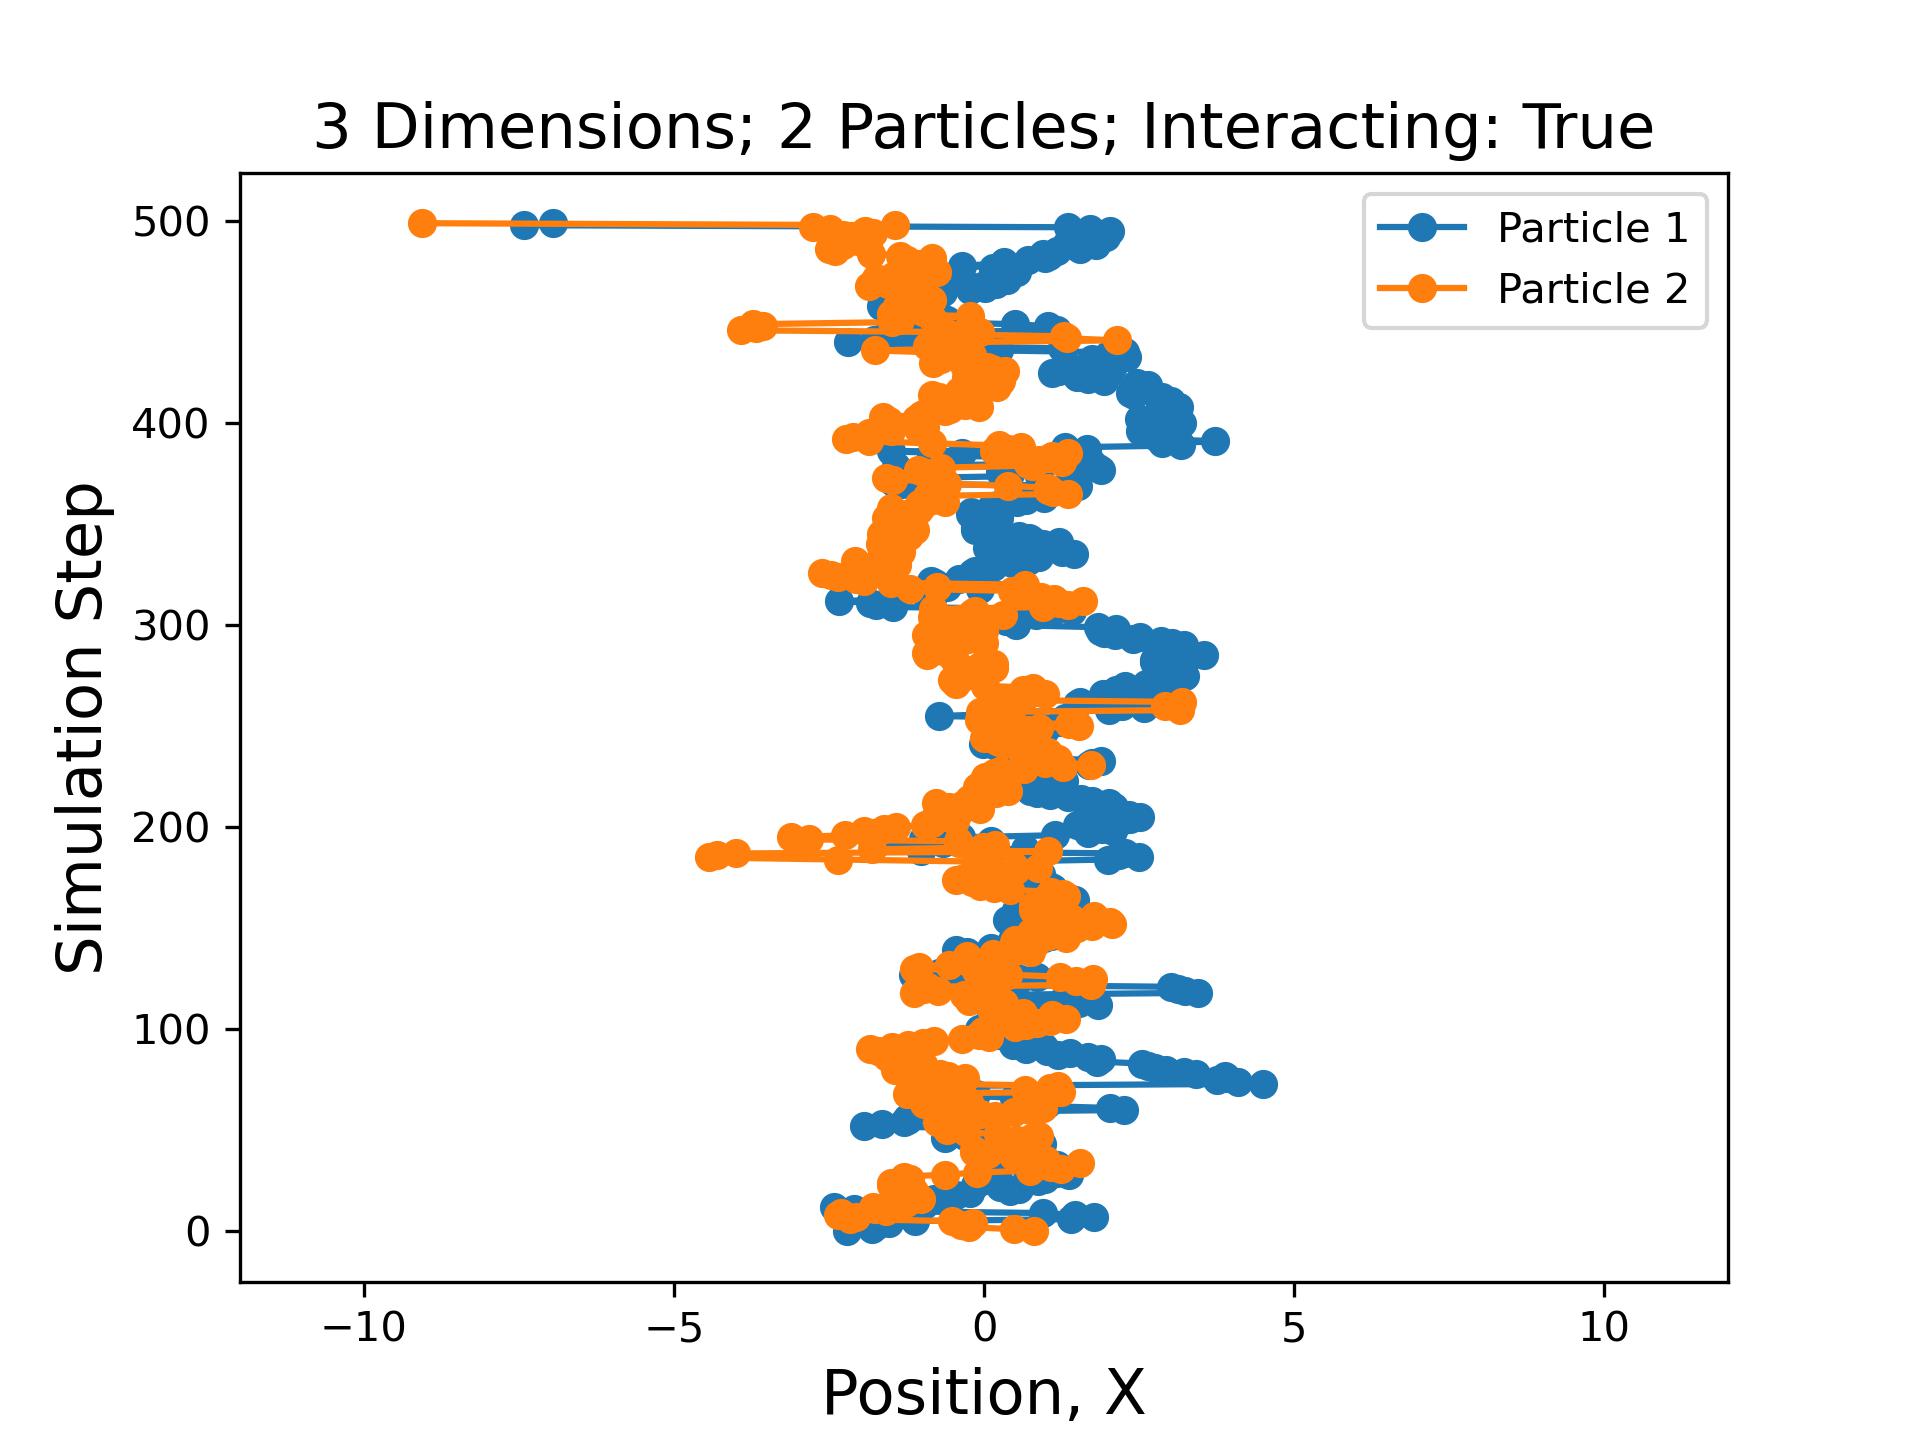 3 Dimensions; 2 Particles; Interacting: True
Particle 1
Particle 2
500
400
300
200
100
0
Simulation Step
−10
−5
0
5
10
Position, X